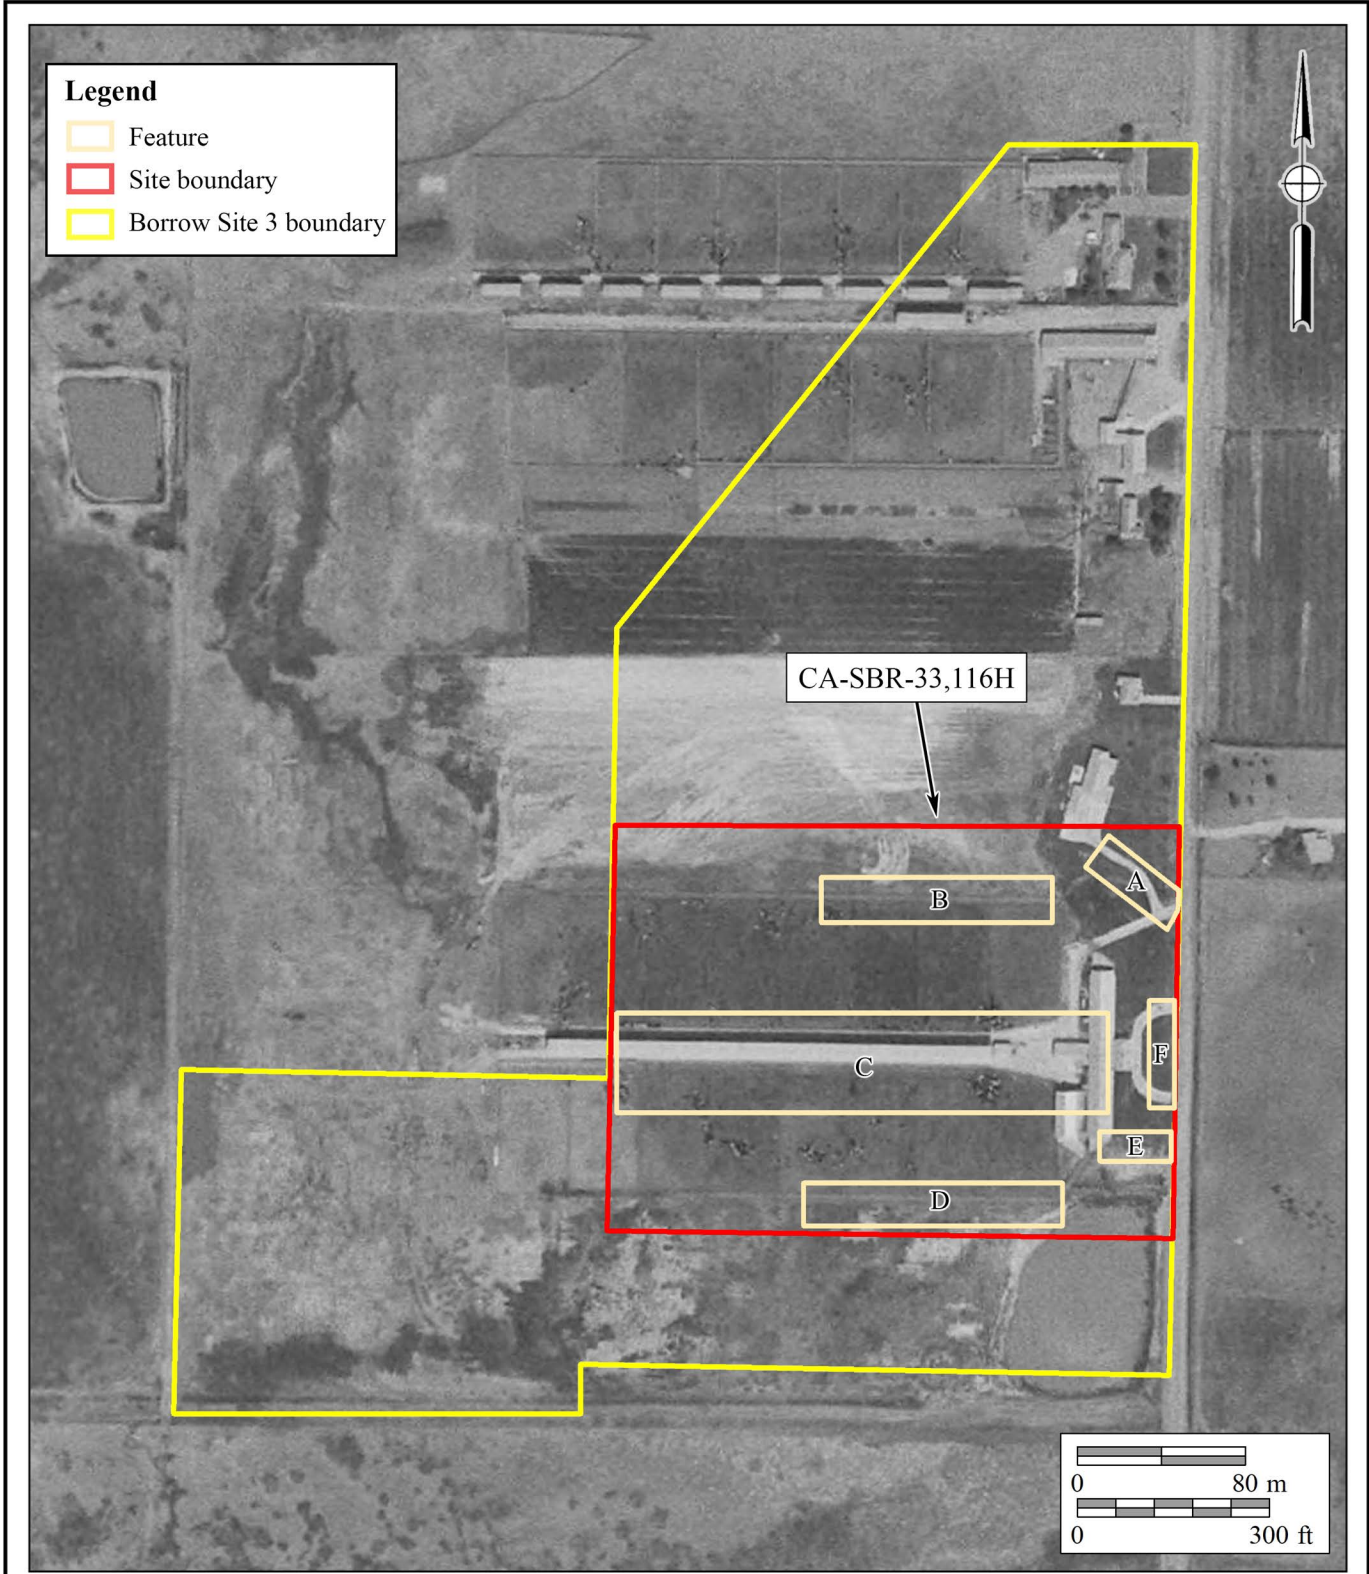 Legend
Feature
Site boundary
Borrow Site 3 boundary
CA-SBR-33,116H
A
B
C
F
E
D
0 80 m
0 300 ft